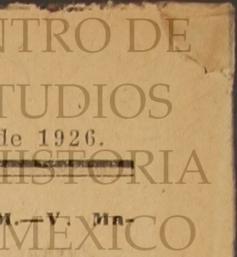 NTRO DE
TUDIOS
de 1926.
HISTORIA
M.—V. Ma-
MÉXICO